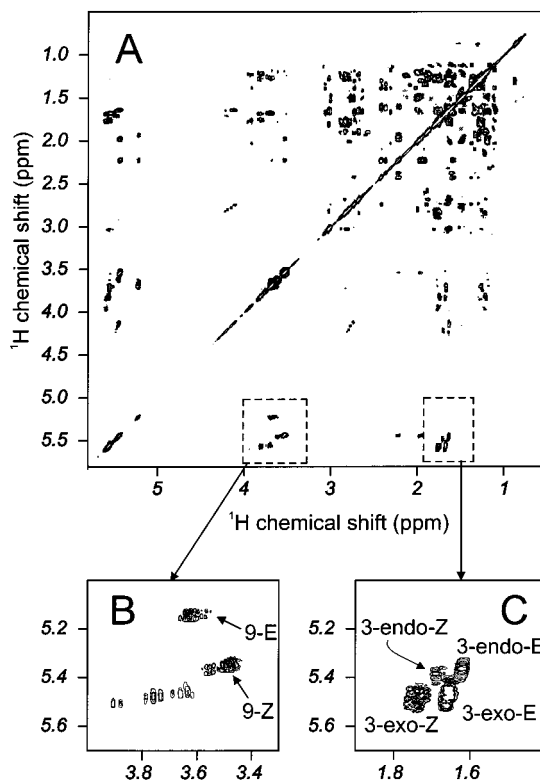 A
1.0
1.5
2.0
2.5
3.0
3.5
4.0
4.5
5.0
5.5
¹H chemical shift (ppm)
5 4 3 2 1
¹H chemical shift (ppm)
B
5.2
5.4
5.6
9-E
9-Z
3.8 3.6 3.4
C
5.2
5.4
5.6
3-endo-Z
3-endo-E
3-exo-Z
3-exo-E
1.8 1.6